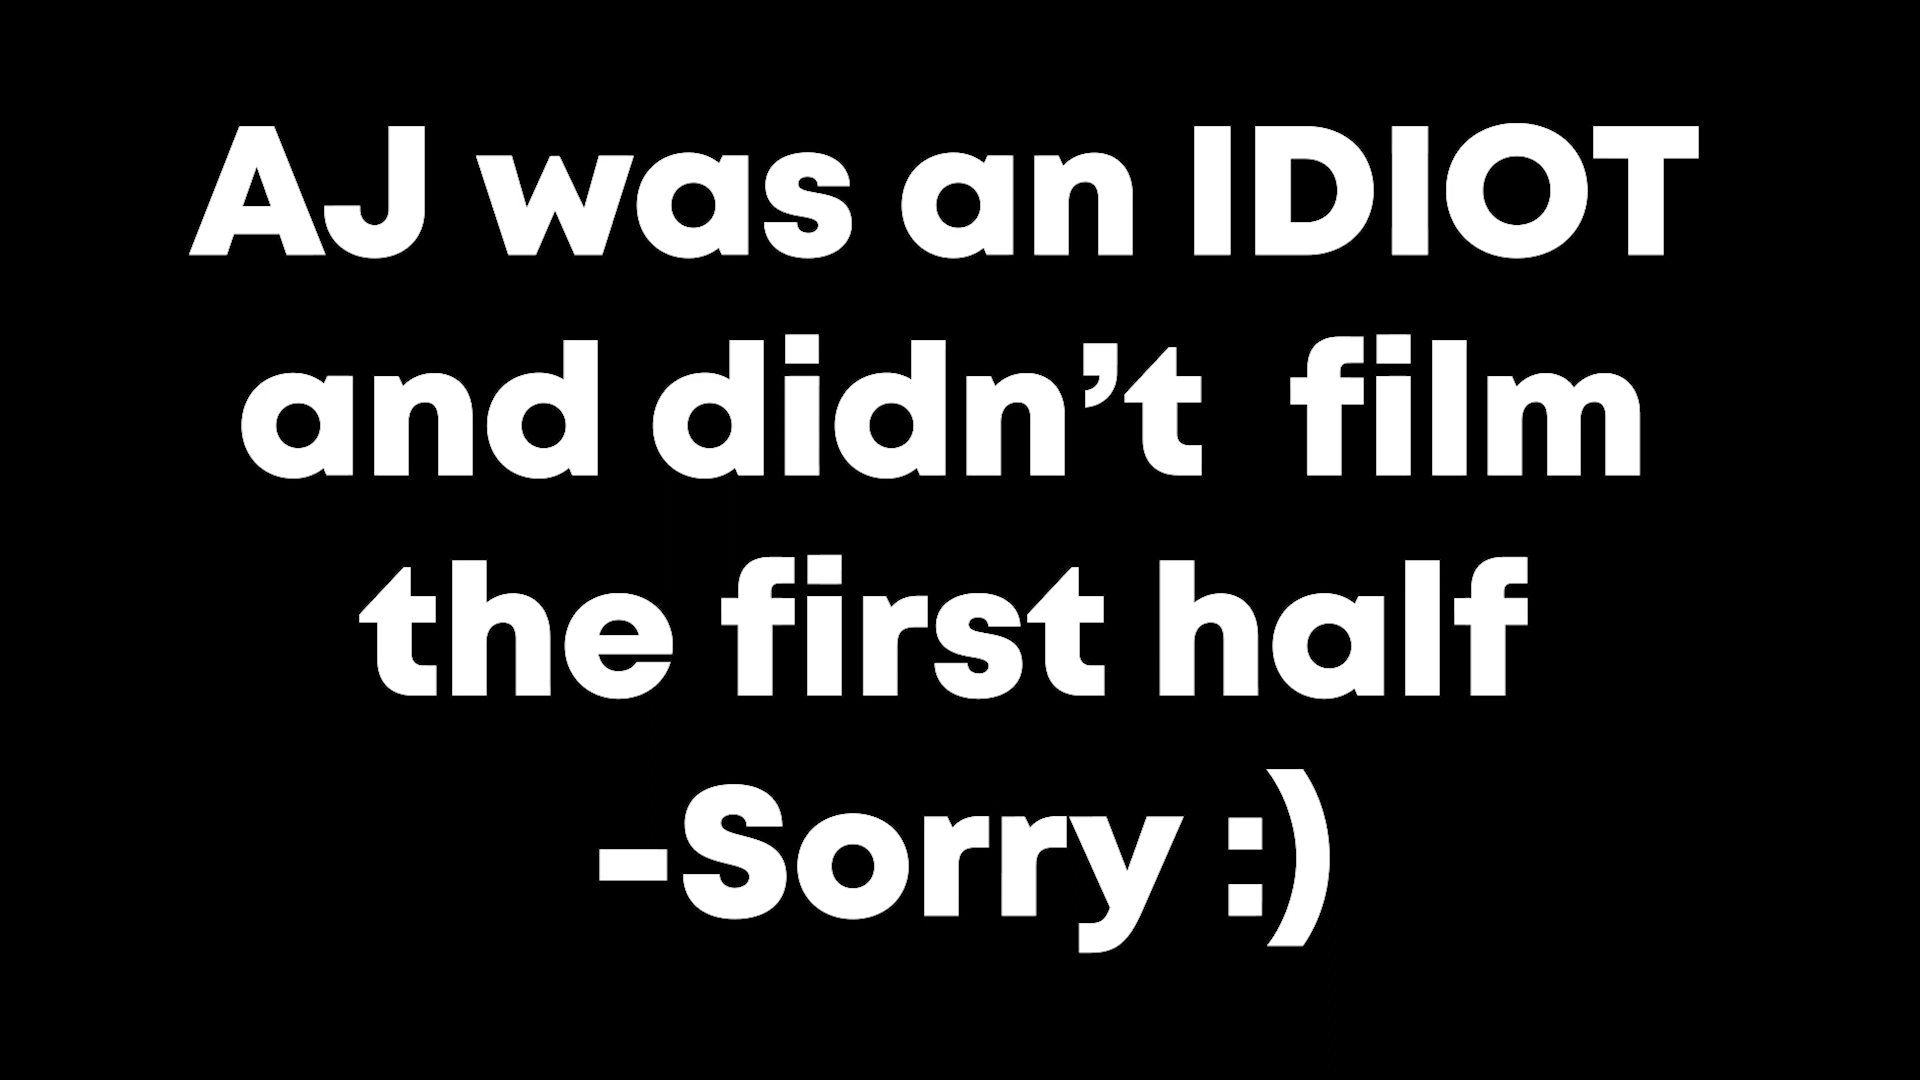 AJ was an IDIOT
and didn’t  film
the first half
-Sorry :)